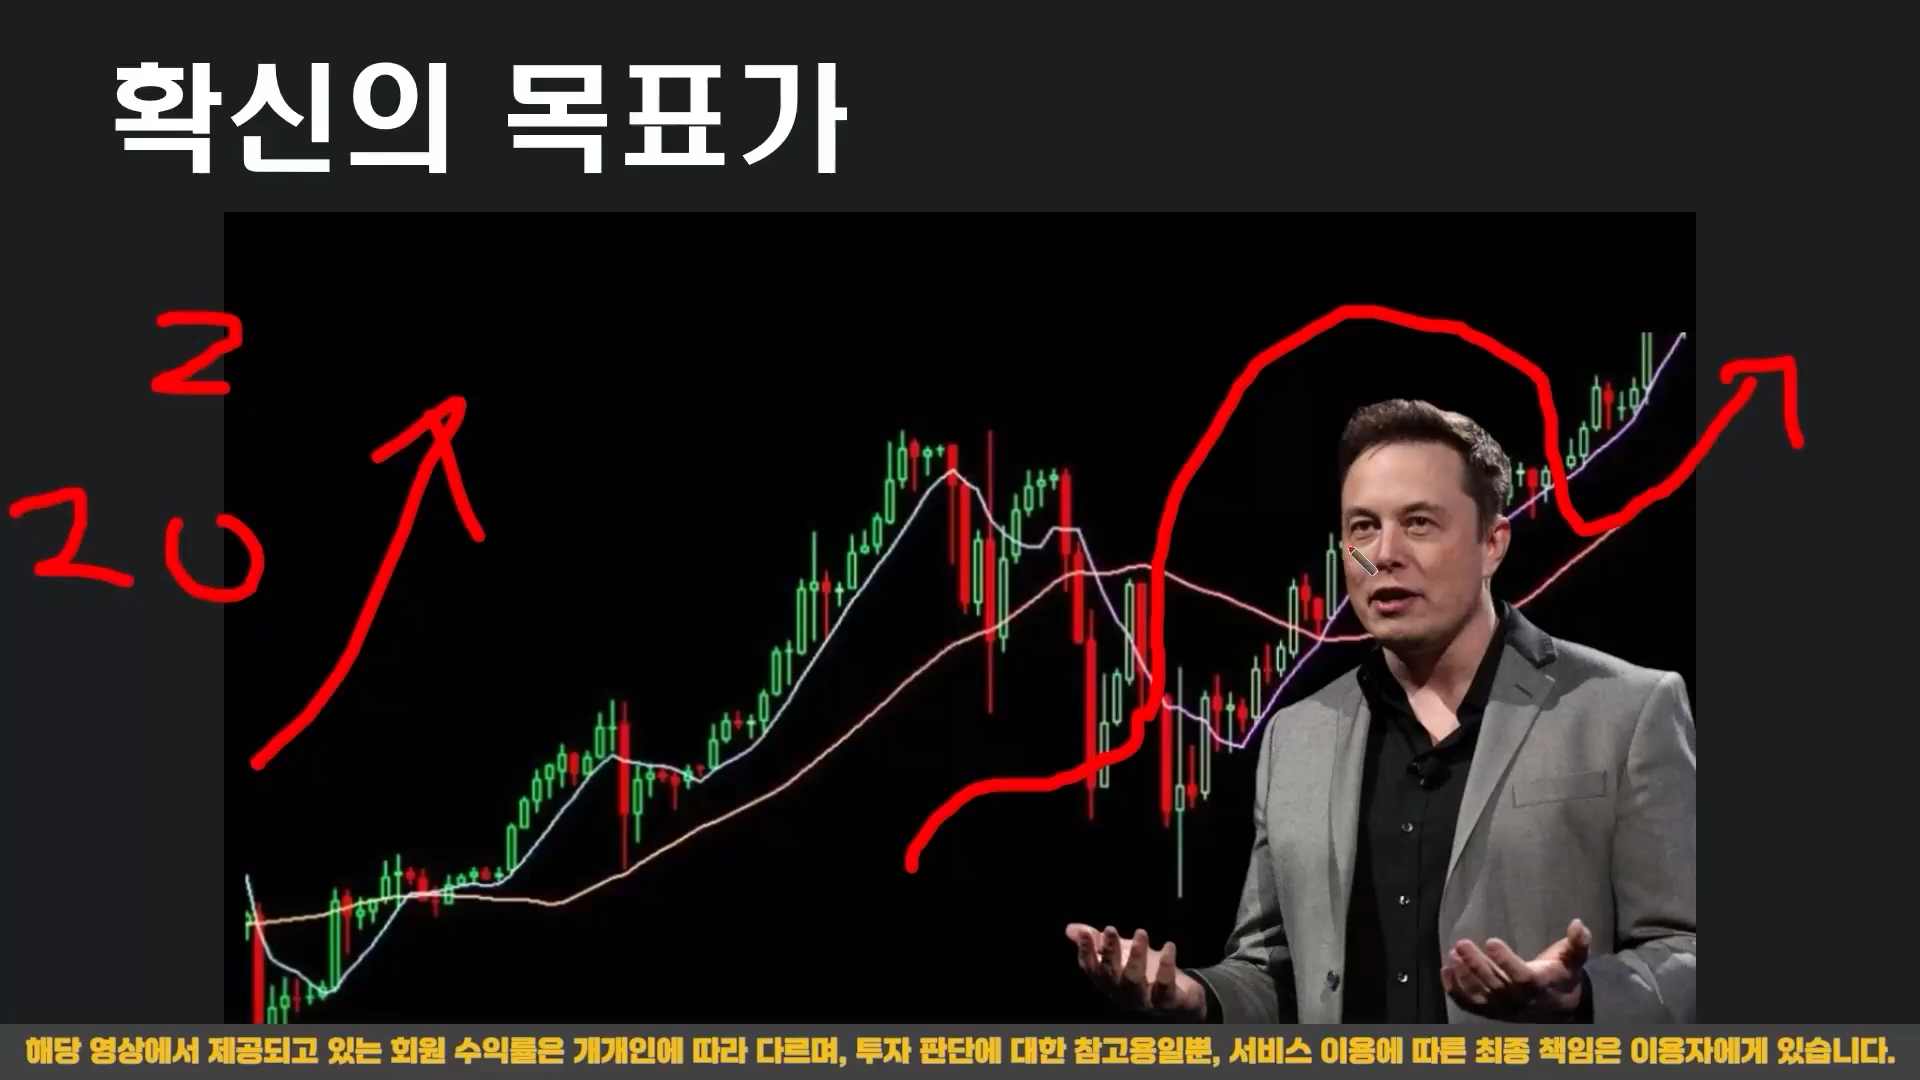 확신의 목표가
2
20
해당 영상에서 제공되고 있는 회원 수익률은 개개인에 따라 다르며, 투자 판단에 대한 참고용일뿐, 서비스 이용에 따른 최종 책임은 이용자에게 있습니다.